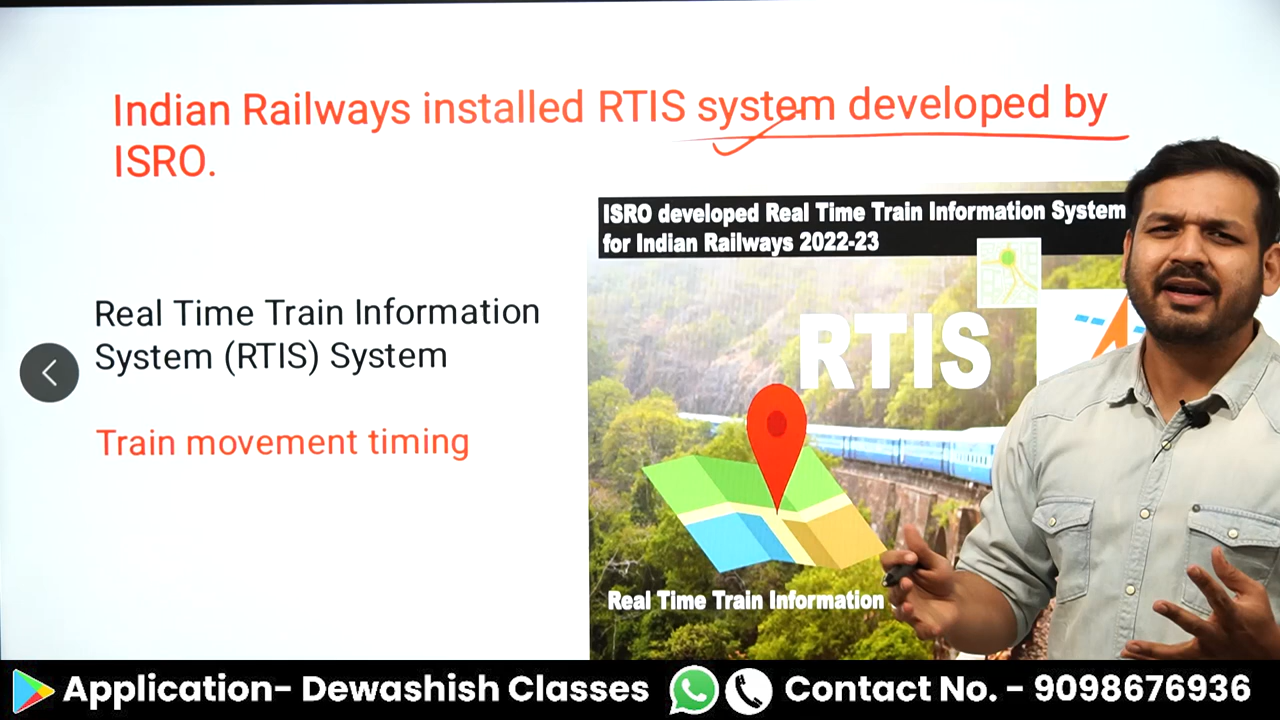 Indian Railways installed RTIS system developed by
ISRO.
ISRO developed Real Time Train Information System
for Indian Railways 2022-23
RTIS
Real Time Train Information
System (RTIS) System
Train movement timing
Real Time Train Information
Application- Dewashish Classes
Contact No. - 9098676936